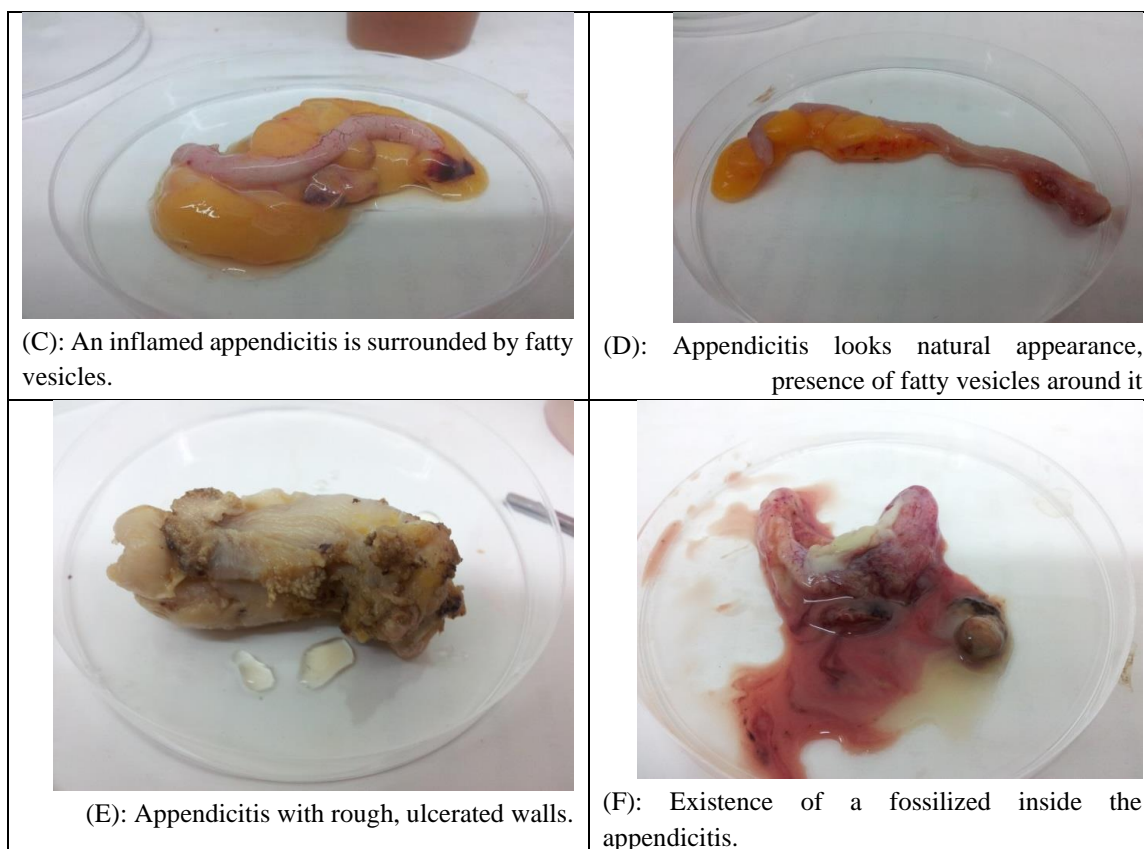 (C): An inflamed appendicitis is surrounded by fatty
vesicles.
(D): Appendicitis looks natural appearance,
presence of fatty vesicles around it
(E): Appendicitis with rough, ulcerated walls.
(F): Existence of a fossilized inside the
appendicitis.